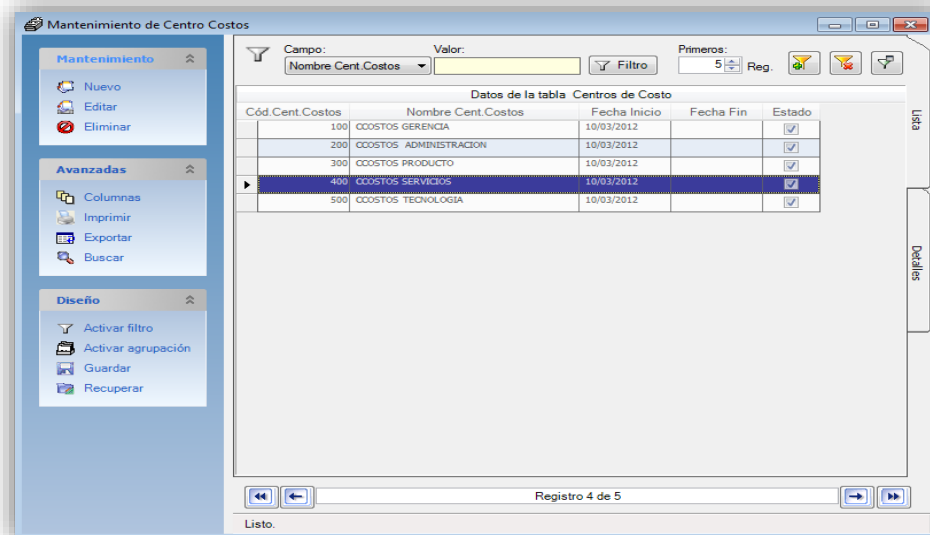 Mantenimiento de Centro Costos
Mantenimiento
Nuevo
Editar
Eliminar
Avanzadas
Columnas
Imprimir
Exportar
Buscar
Diseño
Activar filtro
Activar agrupación
Guardar
Recuperar
Campo: Valor: Primeros:
Nombre Cent.Costos Filtro 5 Reg.
Datos de la tabla Centros de Costo
Cód.Cent.Costos Nombre Cent.Costos Fecha Inicio Fecha Fin Estado
100 CCOSTOS GERENCIA 10/03/2012
200 CCOSTOS ADMINISTRACION 10/03/2012
300 CCOSTOS PRODUCTO 10/03/2012
400 CCOSTOS SERVICIOS 10/03/2012
500 CCOSTOS TECNOLOGIA 10/03/2012
Lista
Detalles
Registro 4 de 5
Listo.